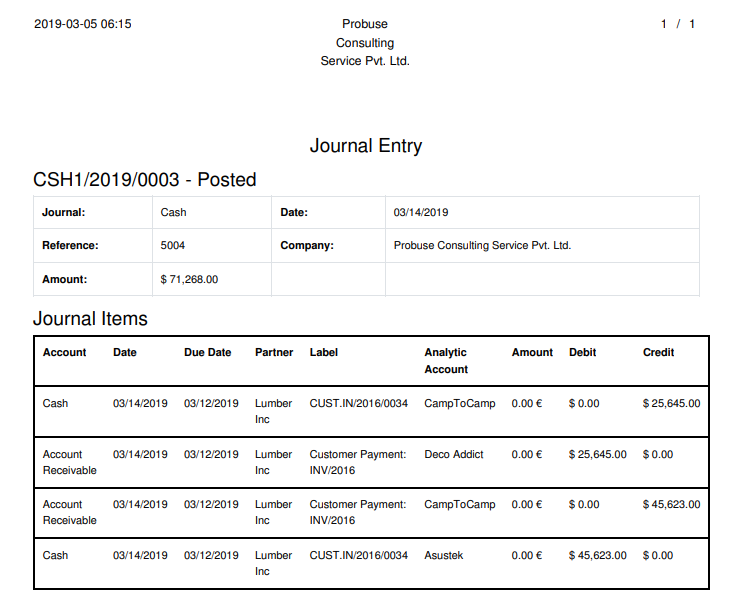 2019-03-05 06:15 Probuse 1 / 1
Consulting
Service Pvt. Ltd.
Journal Entry
CSH1/2019/0003 - Posted
Journal: Cash Date: 03/14/2019
Reference: 5004 Company: Probuse Consulting Service Pvt. Ltd.
Amount: $ 71,268.00
Journal Items
Account Date Due Date Partner Label Analytic Amount Debit Credit
Account
Cash 03/14/2019 03/12/2019 Lumber CUST.IN/2016/0034 CampToCamp 0.00 € $ 0.00 $ 25,645.00
Inc
Account 03/14/2019 03/12/2019 Lumber Customer Payment: Deco Addict 0.00 € $ 25,645.00 $ 0.00
Receivable Inc INV/2016
Account 03/14/2019 03/12/2019 Lumber Customer Payment: CampToCamp 0.00 € $ 0.00 $ 45,623.00
Receivable Inc INV/2016
Cash 03/14/2019 03/12/2019 Lumber CUST.IN/2016/0034 Asustek 0.00 € $ 45,623.00 $ 0.00
Inc